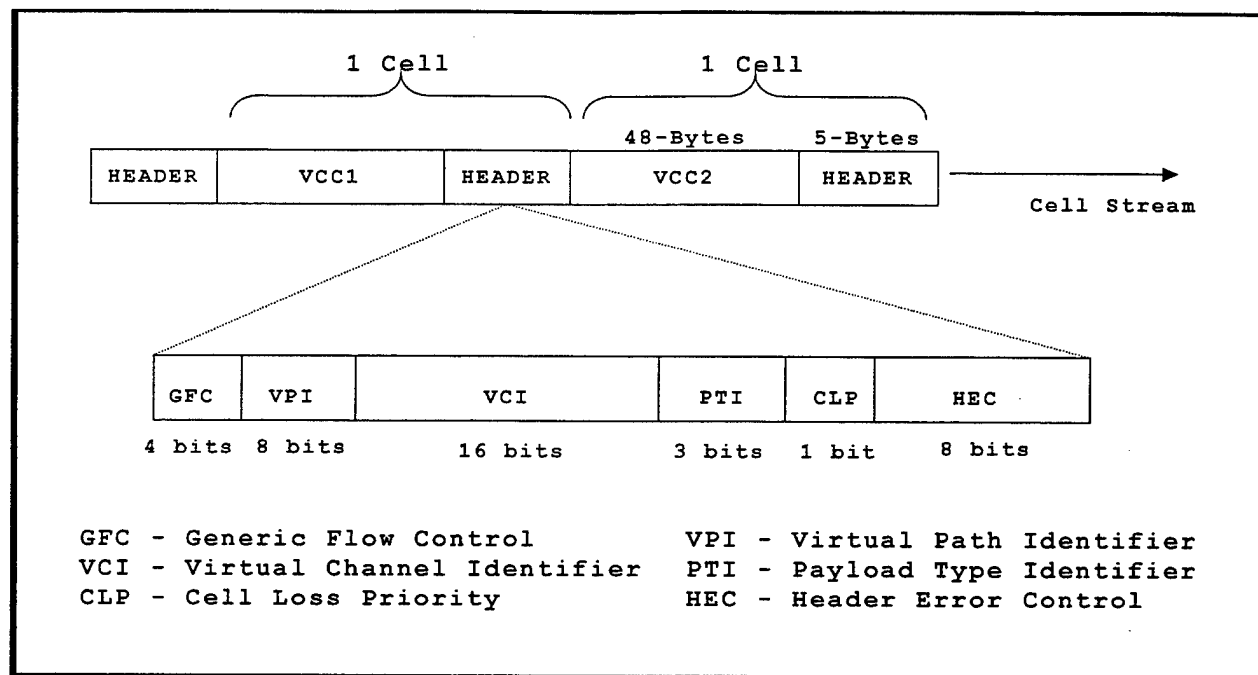 1 Cell 1 Cell
48-Bytes 5-Bytes
HEADER VCC1 HEADER VCC2 HEADER
Cell Stream
GFC VPI VCI PTI CLP HEC
4 bits 8 bits 16 bits 3 bits 1 bit 8 bits
GFC - Generic Flow Control VPI - Virtual Path Identifier
VCI - Virtual Channel Identifier PTI - Payload Type Identifier
CLP - Cell Loss Priority HEC - Header Error Control